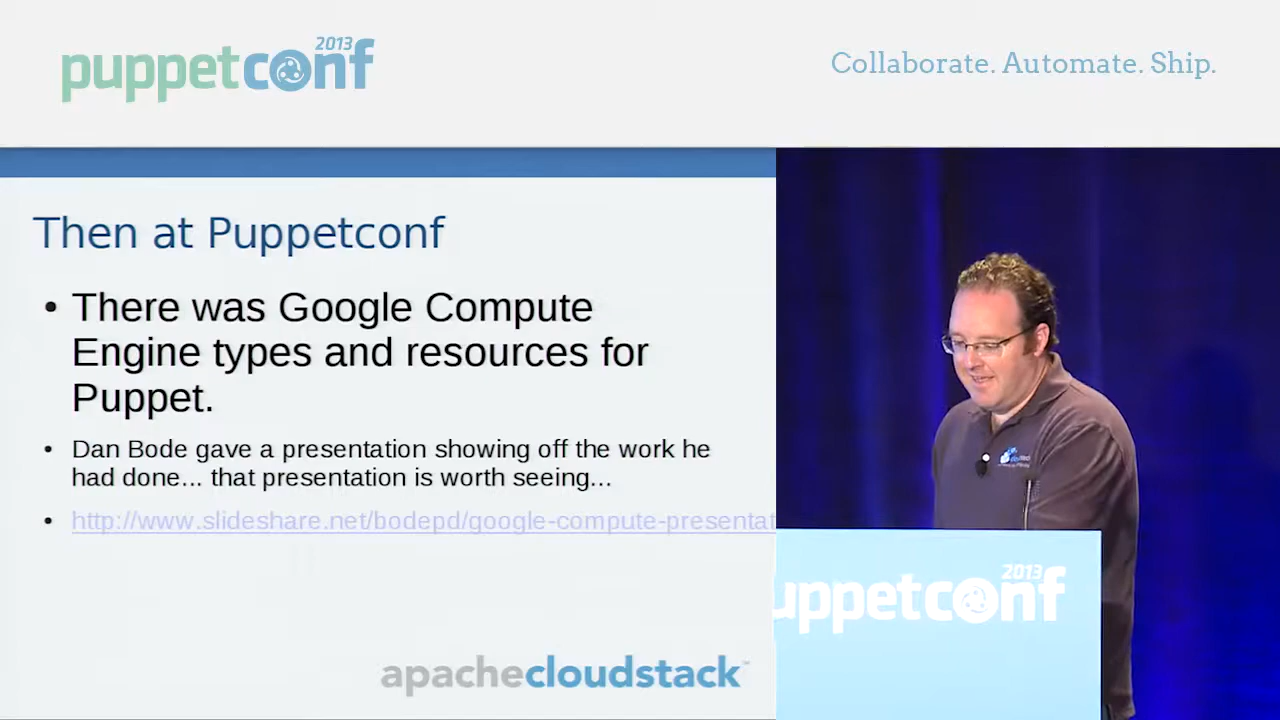 2013
puppetconf
Collaborate. Automate. Ship.
Then at Puppetconf
• There was Google Compute
Engine types and resources for
Puppet.
• Dan Bode gave a presentation showing off the work he
had done... that presentation is worth seeing...
• http://www.slideshare.net/bodepd/google-compute-presentat
apachecloudstack™
2013
uppetconf